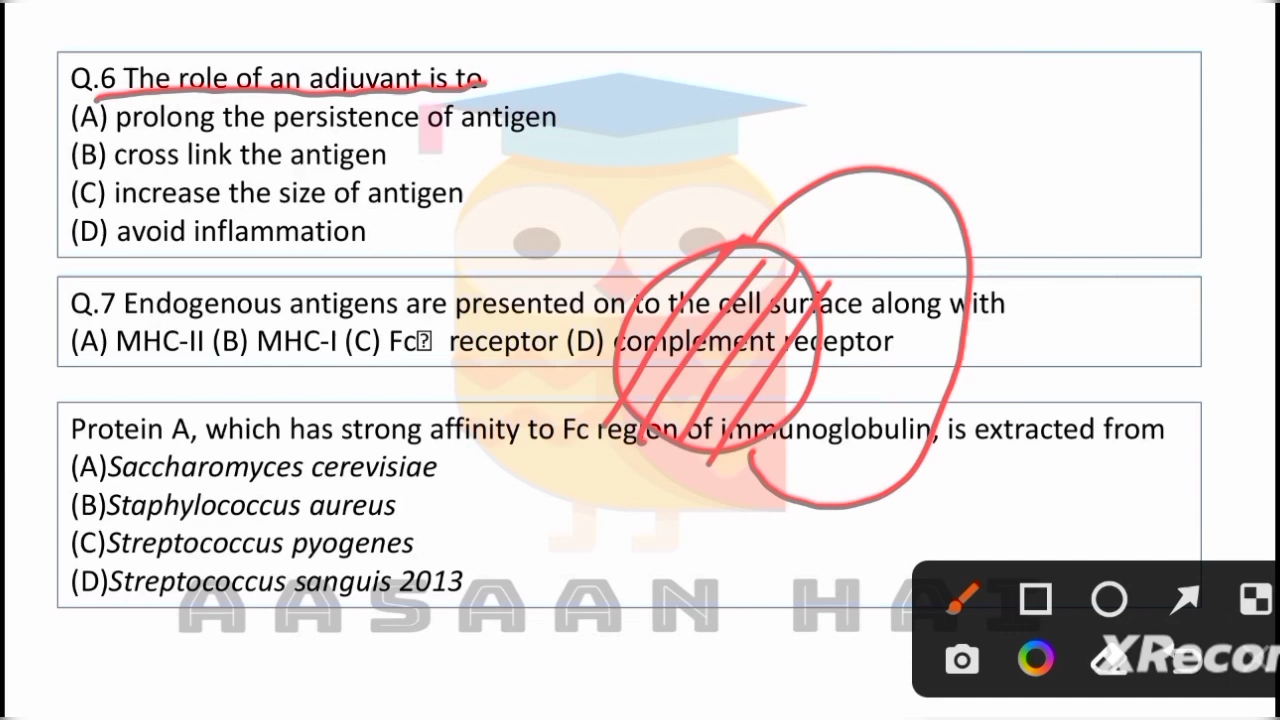 Q.6 The role of an adjuvant is to
(A) prolong the persistence of antigen
(B) cross link the antigen
(C) increase the size of antigen
(D) avoid inflammation
Q.7 Endogenous antigens are presented on to the cell surface along with
(A) MHC-II (B) MHC-I (C) Fc receptor (D) complement receptor
Protein A, which has strong affinity to Fc region of immunoglobulin, is extracted from
(A)Saccharomyces cerevisiae
(B)Staphylococcus aureus
(C)Streptococcus pyogenes
(D)Streptococcus sanguis 2013
AASAAN HAI
XRecor